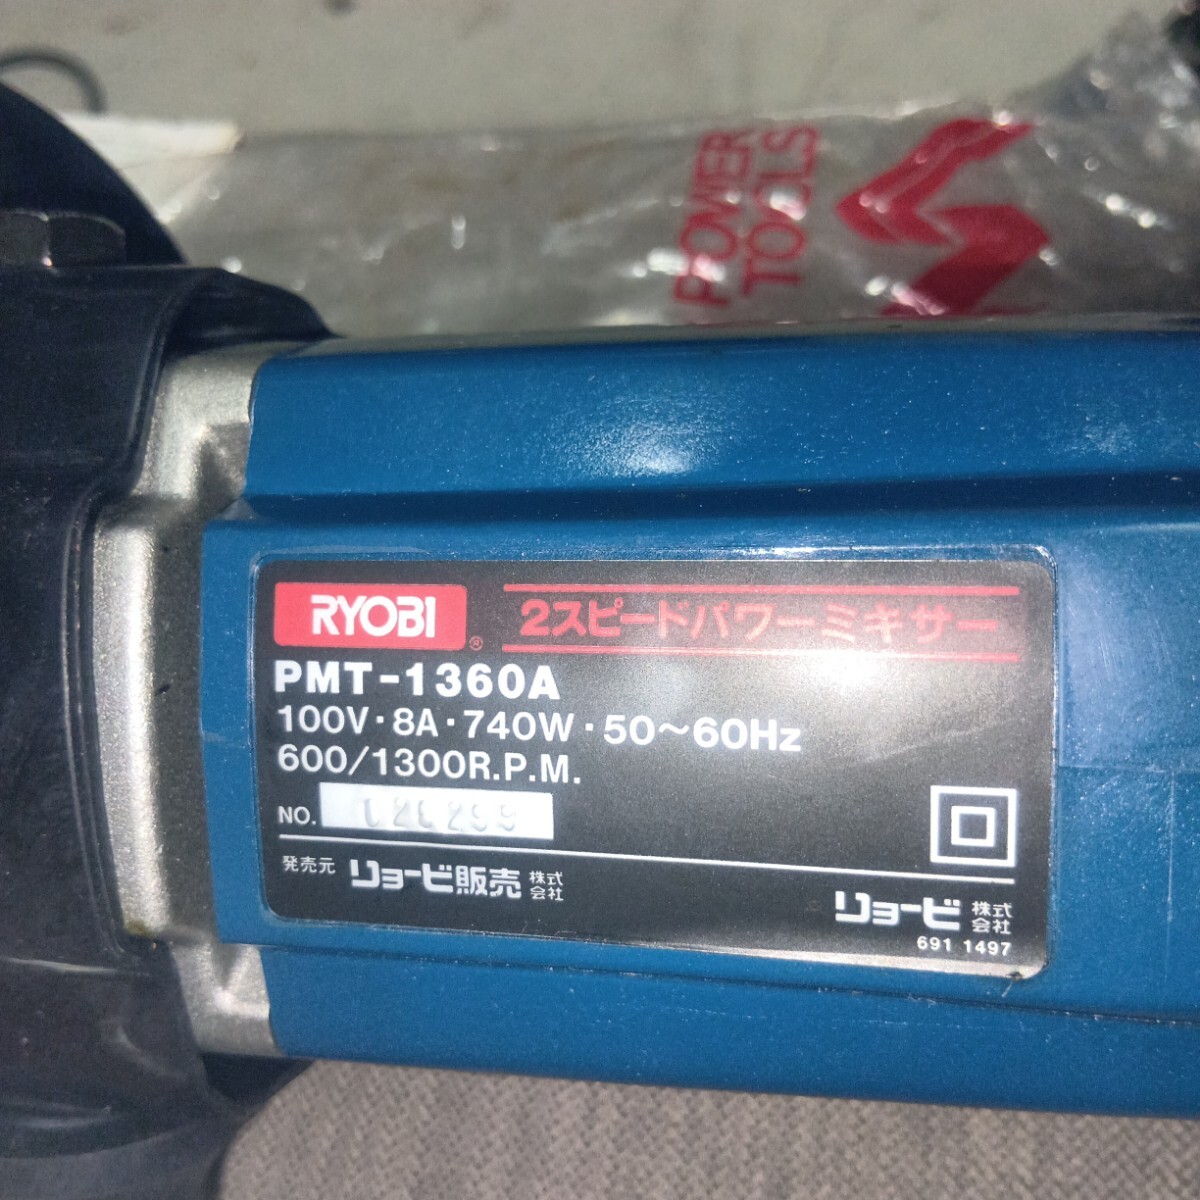 POWER
TOOLS
RYOBI®
2スピードパワーミキサー
PMT-1360A
100V・8A・740W・50～60Hz
600/1300R.P.M.
NO.
発売元 リョービ販売 株式会社
リョービ 株式会社
691 1497